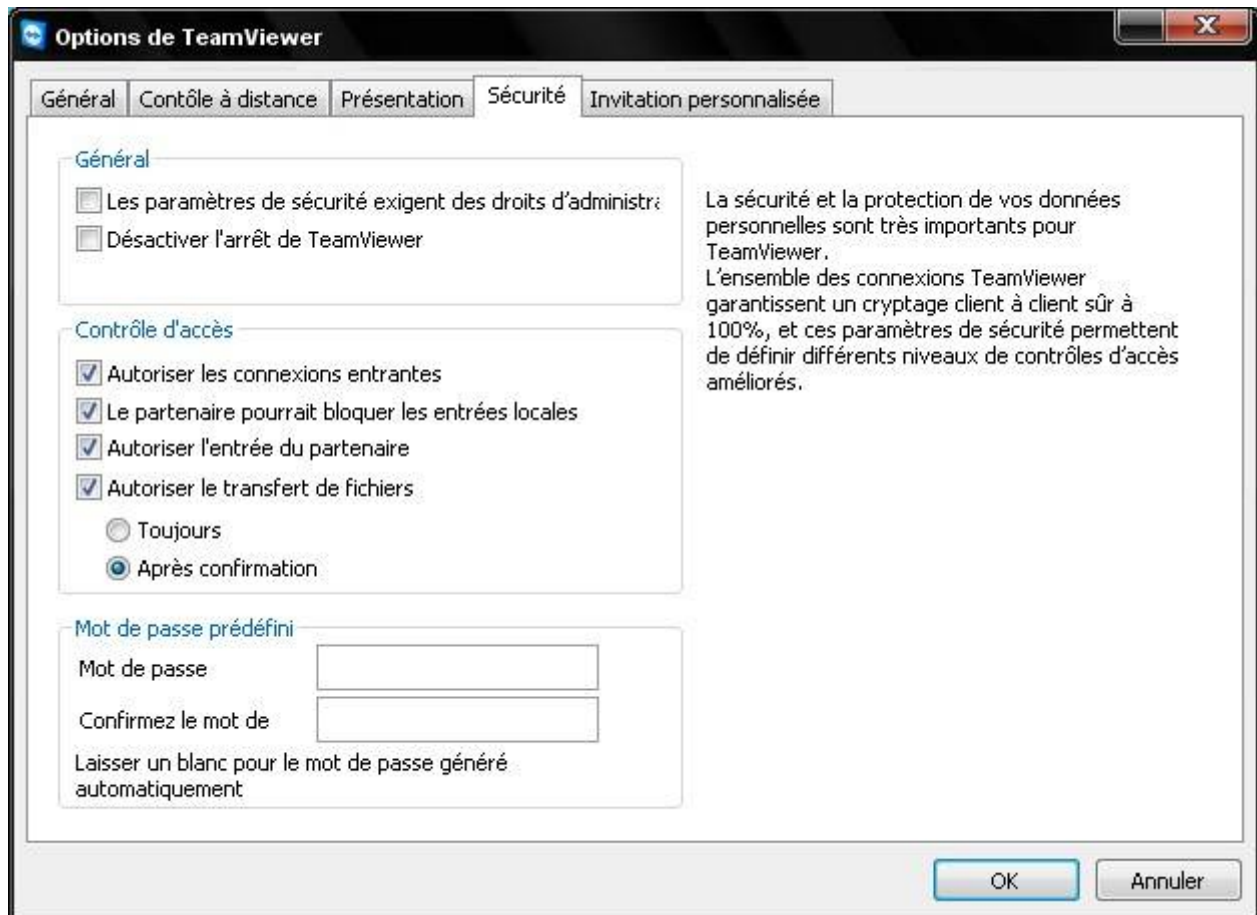 Options de TeamViewer
Général
Contôle à distance
Présentation
Sécurité
Invitation personnalisée
Général
Les paramètres de sécurité exigent des droits d'administra
Désactiver l'arrêt de TeamViewer
Contrôle d'accès
Autoriser les connexions entrantes
Le partenaire pourrait bloquer les entrées locales
Autoriser l'entrée du partenaire
Autoriser le transfert de fichiers
Toujours
Après confirmation
Mot de passe prédéfini
Mot de passe
Confirmez le mot de
Laisser un blanc pour le mot de passe généré
automatiquement
La sécurité et la protection de vos données
personnelles sont très importants pour
TeamViewer.
L'ensemble des connexions TeamViewer
garantissent un cryptage client à client sûr à
100%, et ces paramètres de sécurité permettent
de définir différents niveaux de contrôles d'accès
améliorés.
OK
Annuler